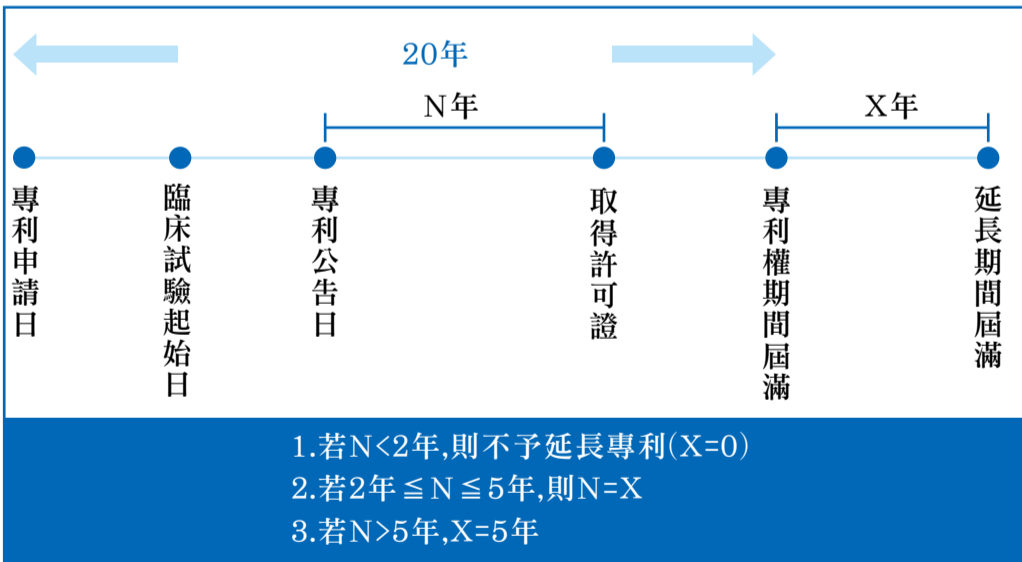 20年
N年
X年
專利申請日
臨床試驗起始日
專利公告日
取得許可證
專利權期間屆滿
延長期間屆滿
1.若N<2年,則不予延長專利(X=0)
2.若2年≦N≦5年,則N=X
3.若N>5年,X=5年